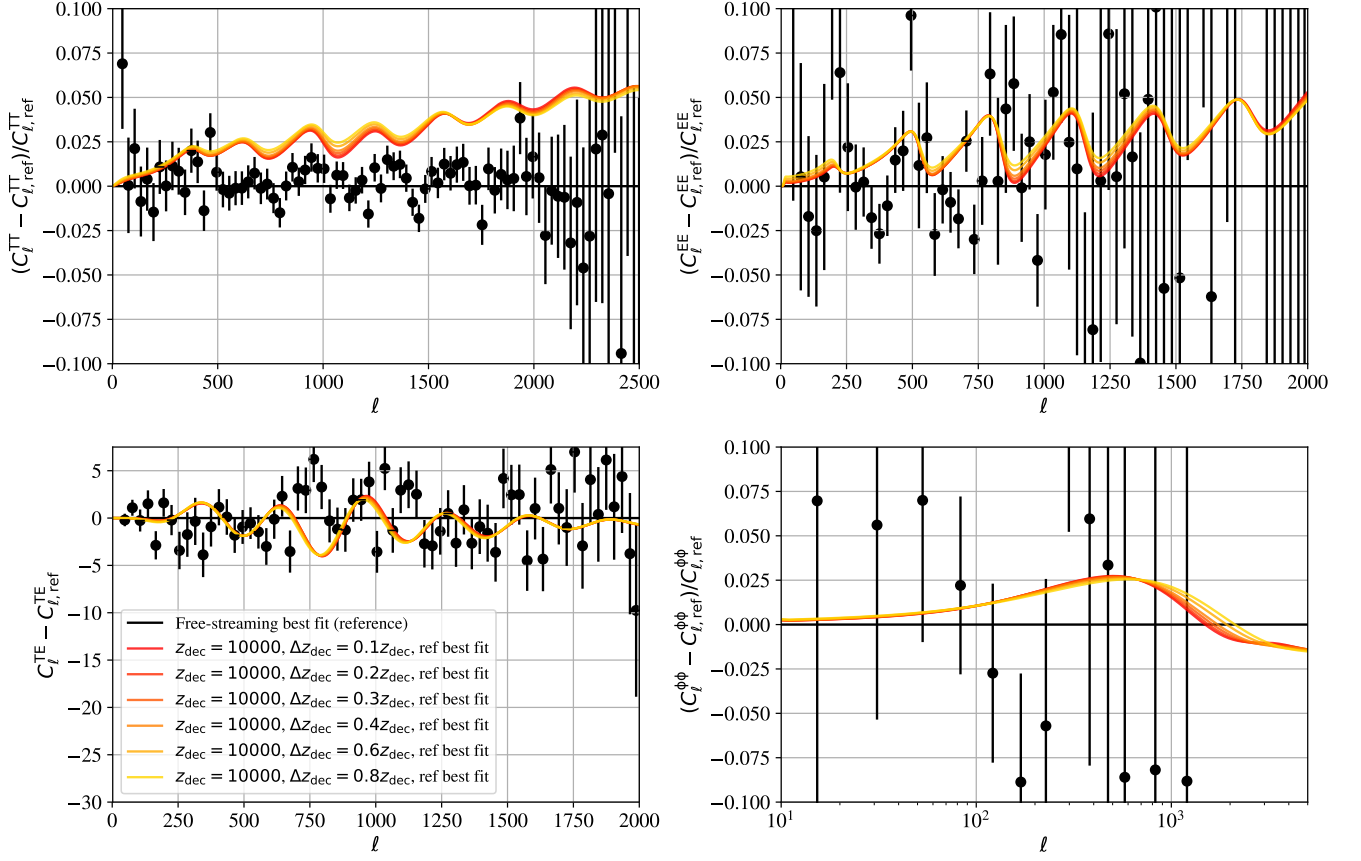 0.100
0.075
0.050
0.025
0.000
−0.025
−0.050
−0.075
−0.100
(C_ℓ^TT − C_ℓ,ref^TT)/C_ℓ,ref^TT
0 500 1000 1500 2000 2500
ℓ
0.100
0.075
0.050
0.025
0.000
−0.025
−0.050
−0.075
−0.100
(C_ℓ^EE − C_ℓ,ref^EE)/C_ℓ,ref^EE
0 250 500 750 1000 1250 1500 1750 2000
ℓ
5
0
−5
−10
−15
−20
−25
−30
C_ℓ^TE − C_ℓ,ref^TE
Free-streaming best fit (reference)
z_dec = 10000, Δz_dec = 0.1z_dec, ref best fit
z_dec = 10000, Δz_dec = 0.2z_dec, ref best fit
z_dec = 10000, Δz_dec = 0.3z_dec, ref best fit
z_dec = 10000, Δz_dec = 0.4z_dec, ref best fit
z_dec = 10000, Δz_dec = 0.6z_dec, ref best fit
z_dec = 10000, Δz_dec = 0.8z_dec, ref best fit
0 250 500 750 1000 1250 1500 1750 2000
ℓ
0.100
0.075
0.050
0.025
0.000
−0.025
−0.050
−0.075
−0.100
(C_ℓ^ϕϕ − C_ℓ,ref^ϕϕ)/C_ℓ,ref^ϕϕ
10^1 10^2 10^3
ℓ